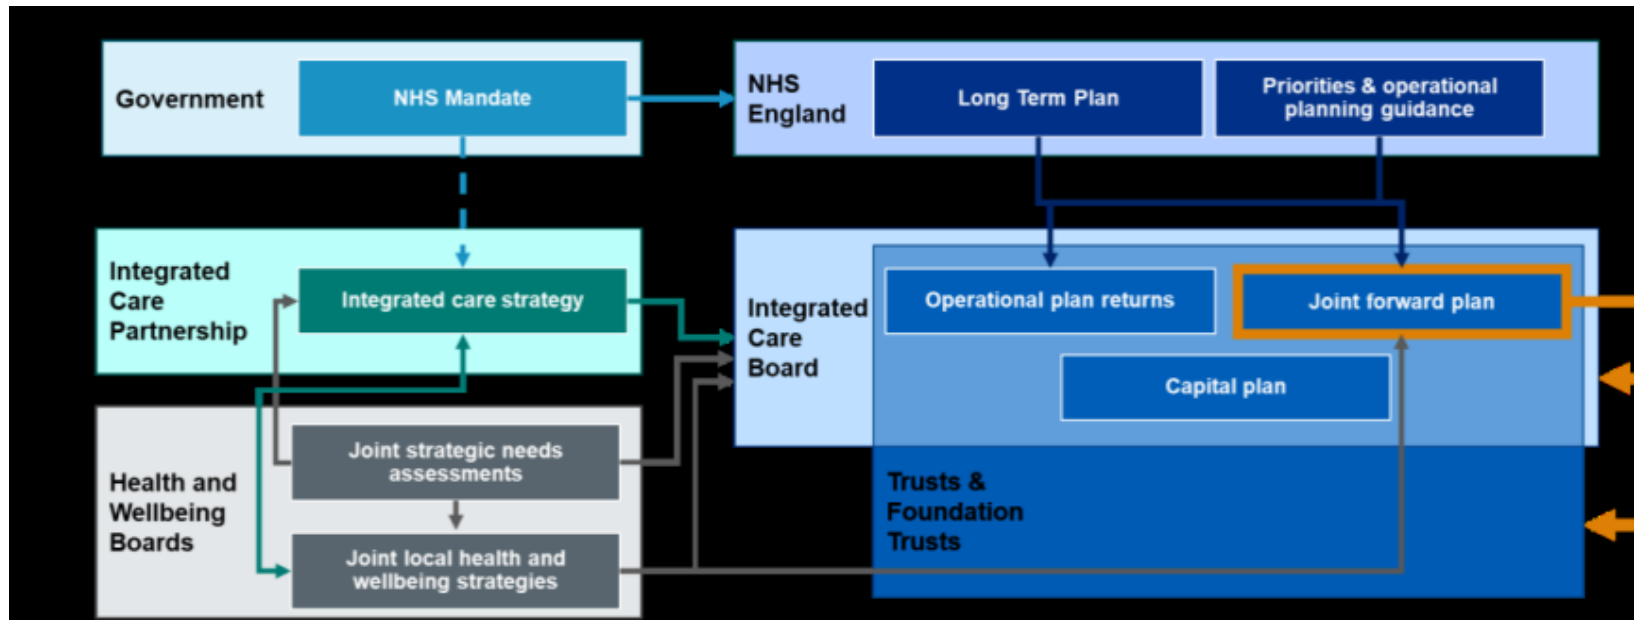 Government
NHS Mandate
NHS
England
Long Term Plan
Priorities & operational
planning guidance
Integrated
Care
Partnership
Integrated care strategy
Integrated
Care
Board
Operational plan returns
Joint forward plan
Capital plan
Health and
Wellbeing
Boards
Joint strategic needs
assessments
Joint local health and
wellbeing strategies
Trusts &
Foundation
Trusts